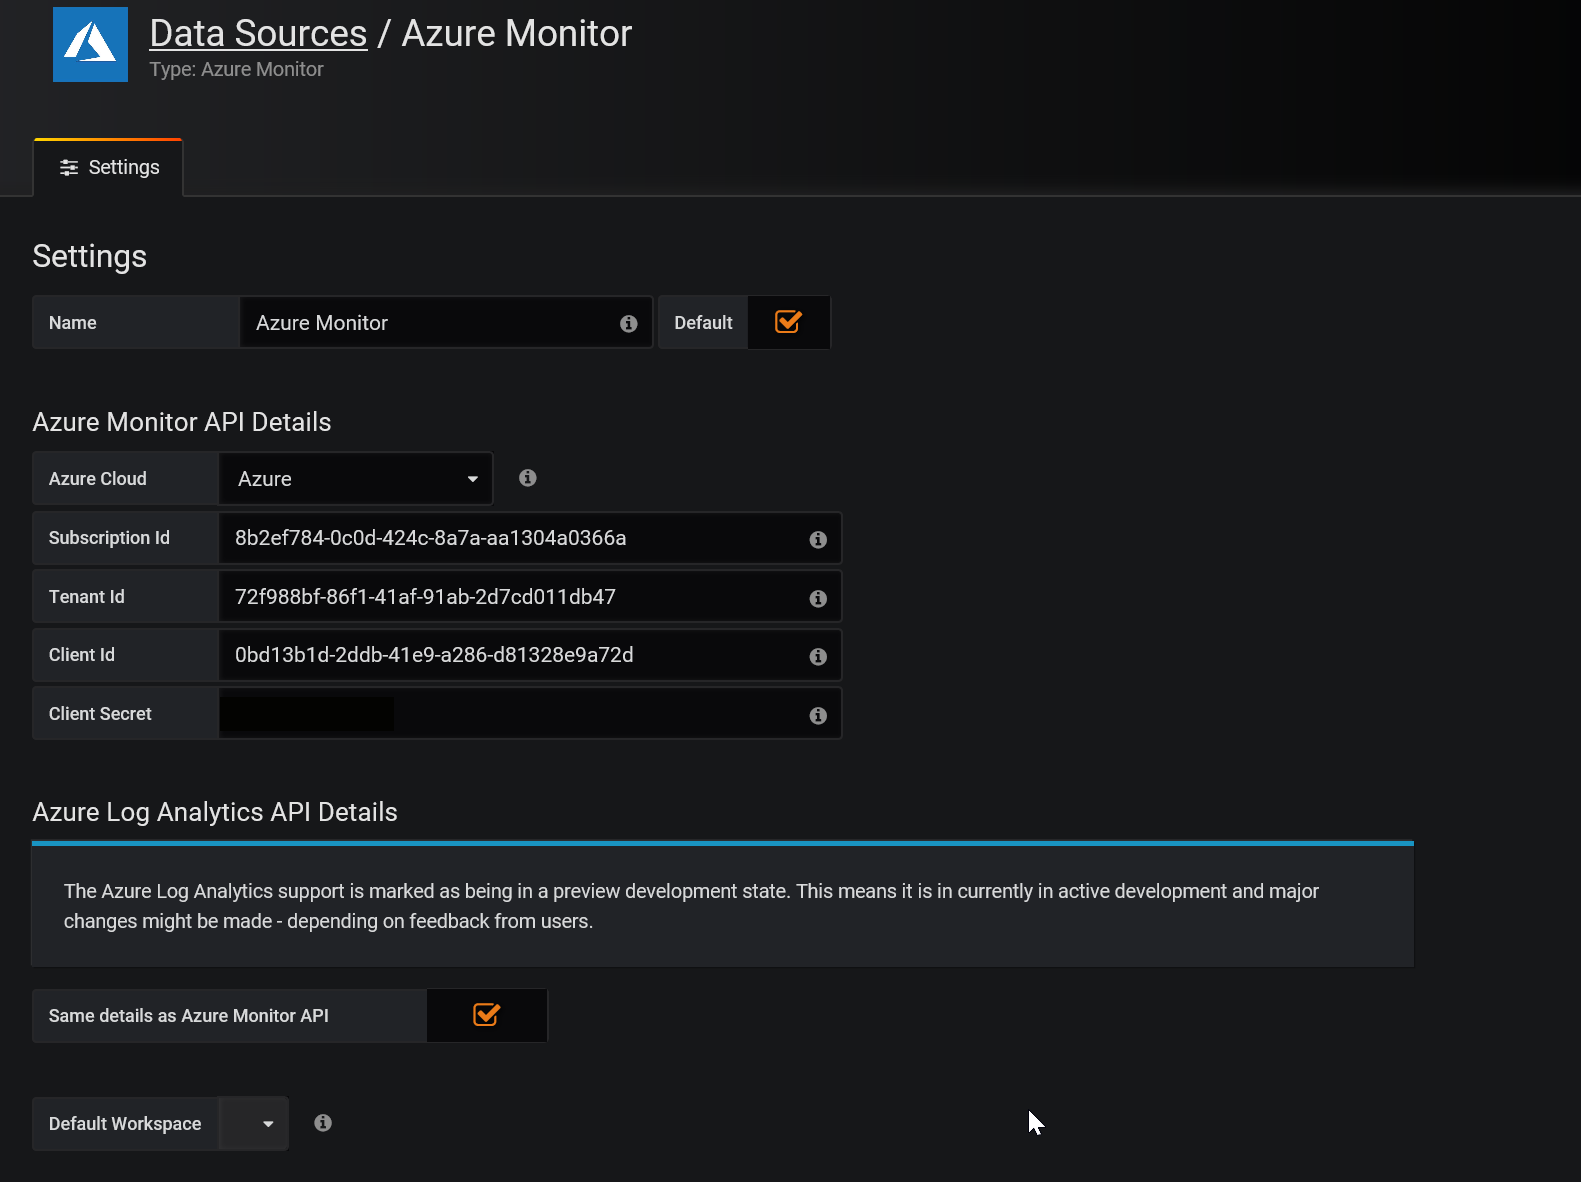 Data Sources / Azure Monitor
Type: Azure Monitor
Settings
Settings
Name Azure Monitor Default
Azure Monitor API Details
Azure Cloud Azure
Subscription Id 8b2ef784-0c0d-424c-8a7a-aa1304a0366a
Tenant Id 72f988bf-86f1-41af-91ab-2d7cd011db47
Client Id 0bd13b1d-2ddb-41e9-a286-d81328e9a72d
Client Secret
Azure Log Analytics API Details
The Azure Log Analytics support is marked as being in a preview development state. This means it is in currently in active development and major
changes might be made - depending on feedback from users.
Same details as Azure Monitor API
Default Workspace